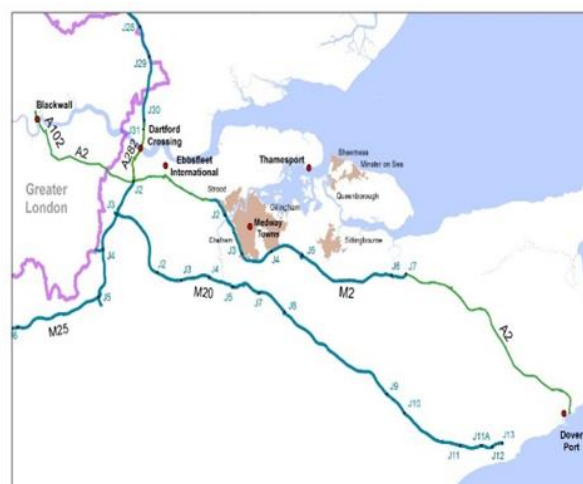 J28
J29
Blackwall
J30
J31
A102
A2
Dartford
Crossing
A282
Ebbsfleet
International
Thamesport
Sheerness
Minster on Sea
Greater
London
J2
Strood
Queenborough
Gillingham
J3
J2
Medway
Towns
Chatham
Sittingbourne
J4
J3
J4
J5
J2
J3
J4
J5
M20
J7
M2
J6
J7
J5
J8
A2
M25
J9
J10
Dover
Port
J11
J11A
J12
J13